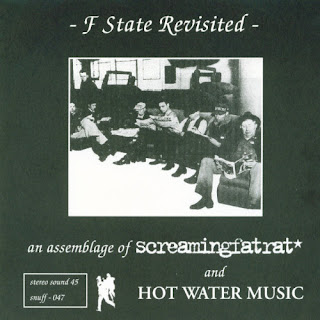 - F State Revisited -
an assemblage of screamingfatrat*
and
HOT WATER MUSIC
stereo sound 45
snuff - 047